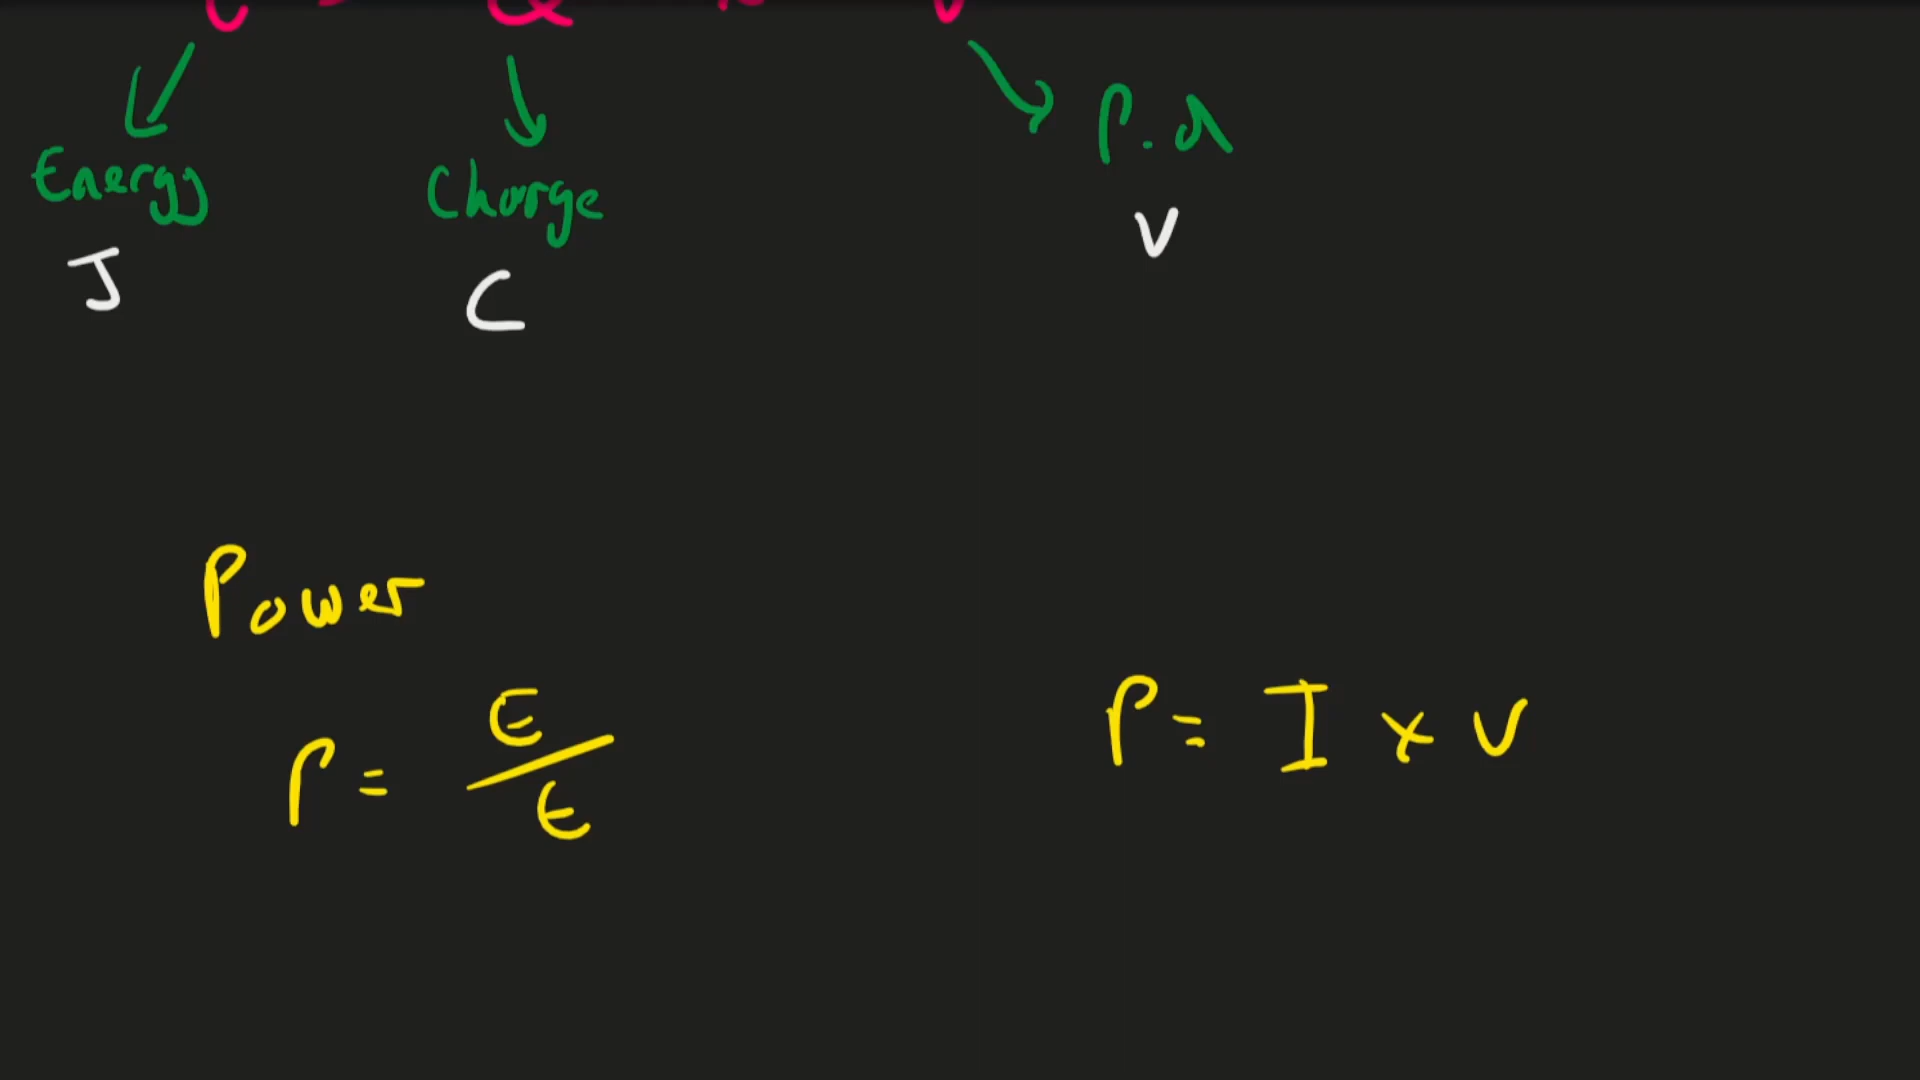 Energy Charge P.d
J C V
Power
P = E/t
P = I x V